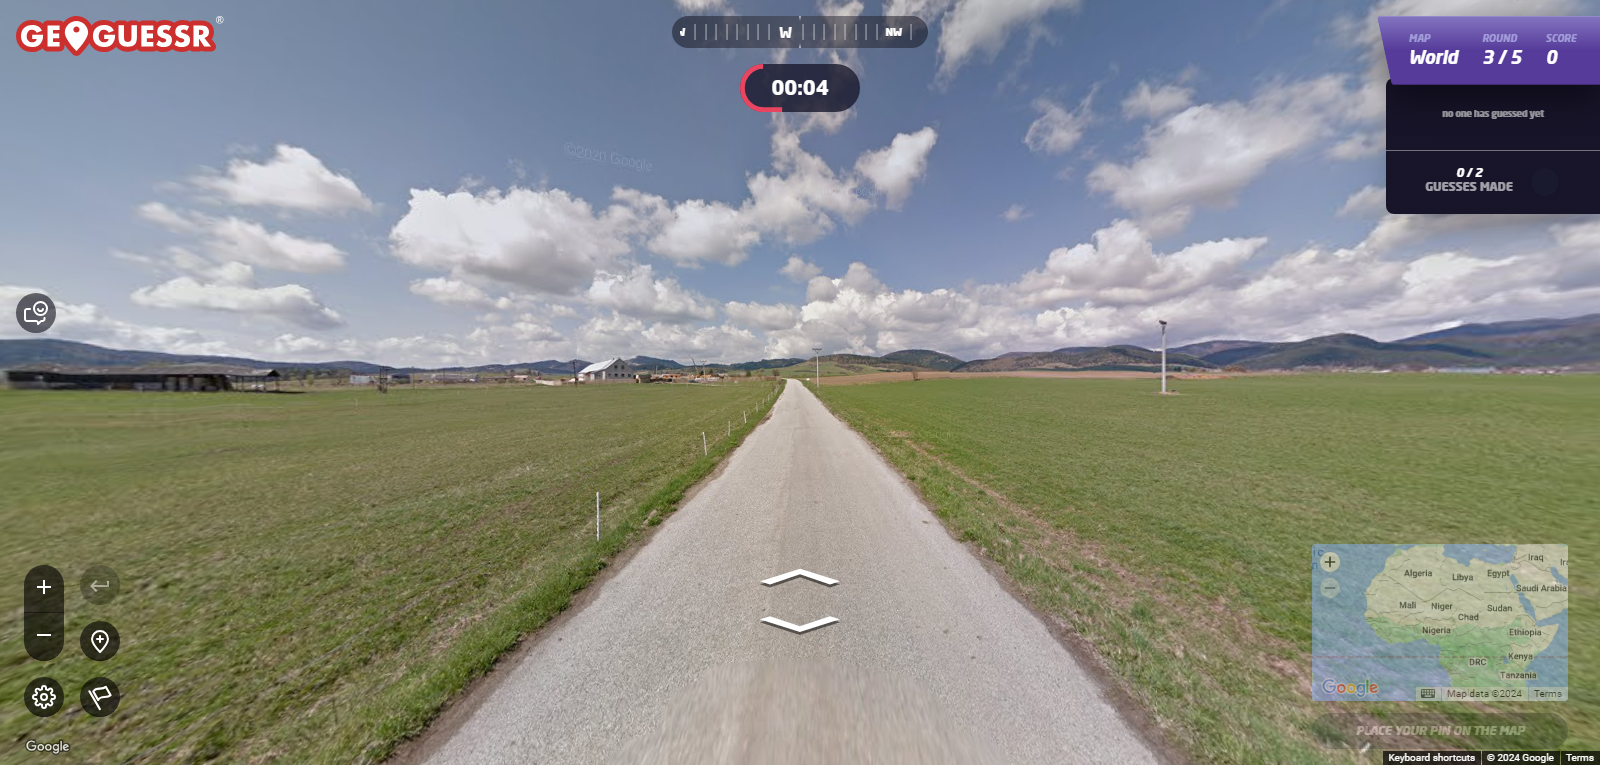 GEOGUESSR®
W
NW
00:04
MAP
World
ROUND
3 / 5
SCORE
0
no one has guessed yet
0 / 2
GUESSES MADE
©2020 Google
Iraq
Algeria
Libya
Egypt
Saudi Arabia
Mali
Niger
Chad
Sudan
Nigeria
Ethiopia
DRC
Kenya
Tanzania
Google
Map data ©2024
Terms
PLACE YOUR PIN ON THE MAP
Google
Keyboard shortcuts
© 2024 Google
Terms